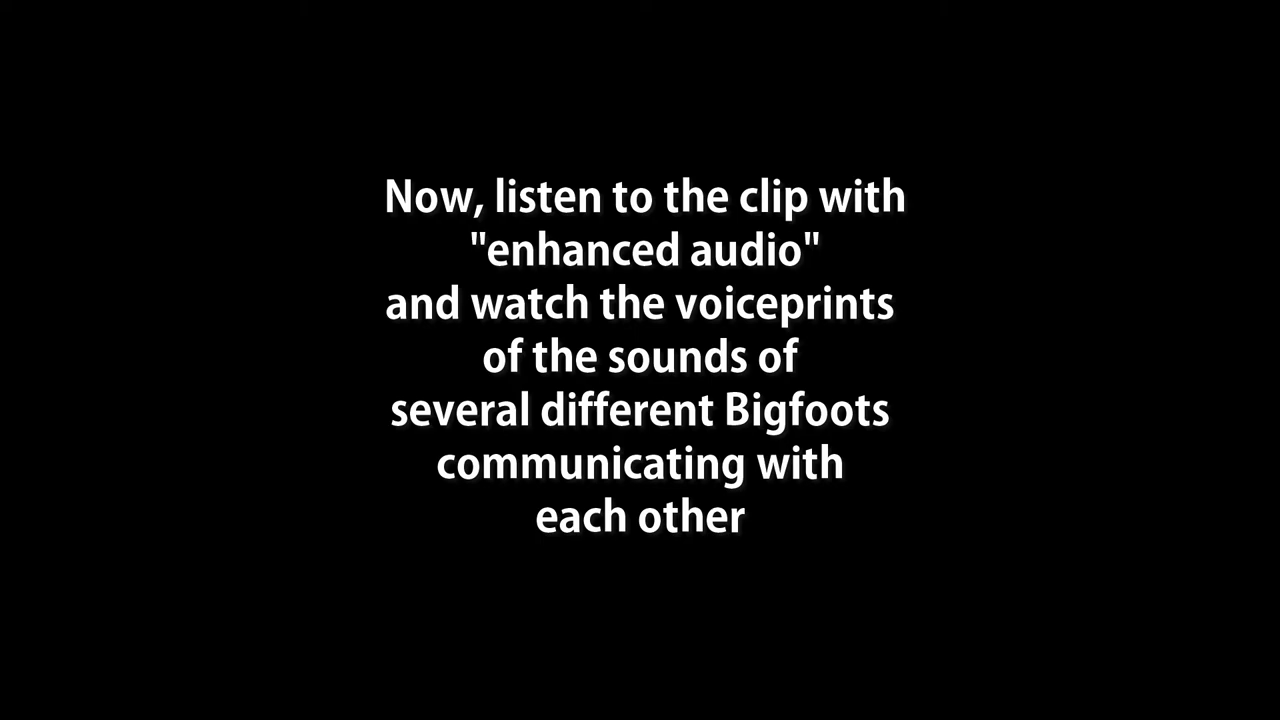 Now, listen to the clip with
"enhanced audio"
and watch the voiceprints
of the sounds of
several different Bigfoots
communicating with
each other